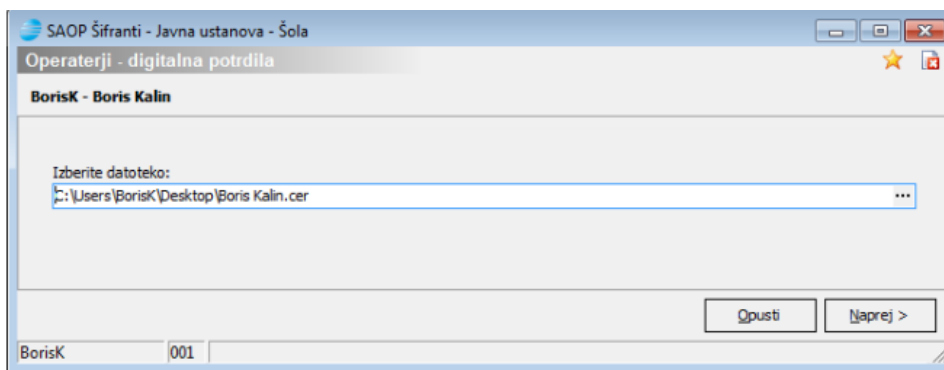 SAOP Šifranti - Javna ustanova - Šola
Operaterji - digitalna potrdila
BorisK - Boris Kalin
Izberite datoteko:
C:\Users\BorisK\Desktop\Boris Kalin.cer
...
Opusti
Naprej >
BorisK
001